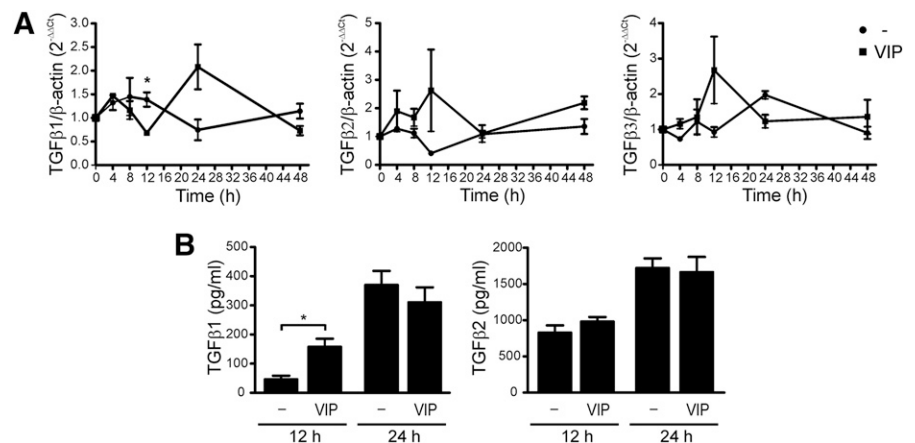 A
TGFβ1/β-actin (2^-ΔΔCt)
3.0
2.5
2.0
1.5
1.0
0.5
0.0
*
0 4 8 12 16 20 24 28 32 36 40 44 48
Time (h)
TGFβ2/β-actin (2^-ΔΔCt)
5
4
3
2
1
0
0 4 8 12 16 20 24 28 32 36 40 44 48
Time (h)
TGFβ3/β-actin (2^-ΔΔCt)
4
3
2
1
0
0 4 8 12 16 20 24 28 32 36 40 44 48
Time (h)
-
VIP
B
TGFβ1 (pg/ml)
500
400
300
200
100
0
*
– VIP – VIP
12 h 24 h
TGFβ2 (pg/ml)
2000
1500
1000
500
0
– VIP – VIP
12 h 24 h